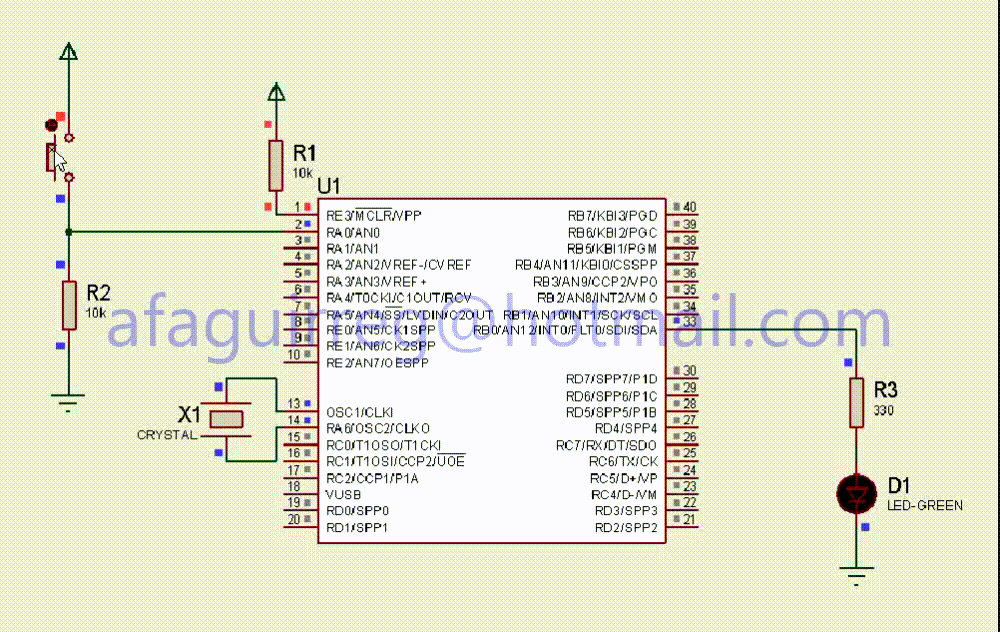 R1
10k
U1
1
2
3
4
5
6
7
8
9
10
13
14
15
16
17
18
19
20
RE3/MCLR/VPP
RA0/AN0
RA1/AN1
RA2/AN2/VREF-/CVREF
RA3/AN3/VREF+
RA4/T0CKI/C1OUT/RCV
RA5/AN4/SS/LVDIN/C2OUT
RE0/AN5/CK1SPP
RE1/AN6/CK2SPP
RE2/AN7/OESPP
OSC1/CLKI
RA6/OSC2/CLKO
RC0/T1OSO/T1CKI
RC1/T1OSI/CCP2/UOE
RC2/CCP1/P1A
VUSB
RD0/SPP0
RD1/SPP1
RB7/KBI3/PGD
RB6/KBI2/PGC
RB5/KBI1/PGM
RB4/AN11/KBI0/CSSPP
RB3/AN9/CCP2/VPO
RB2/AN8/INT2/VMO
RB1/AN10/INT1/SCK/SCL
RB0/AN12/INT0/FLT0/SDI/SDA
RD7/SPP7/P1D
RD6/SPP6/P1C
RD5/SPP5/P1B
RD4/SPP4
RC7/RX/DT/SDO
RC6/TX/CK
RC5/D+/VP
RC4/D-/VM
RD3/SPP3
RD2/SPP2
40
39
38
37
36
35
34
33
30
29
28
27
26
25
24
23
22
21
R2
10k
afaguirreg@hotmail.com
X1
CRYSTAL
R3
330
D1
LED-GREEN